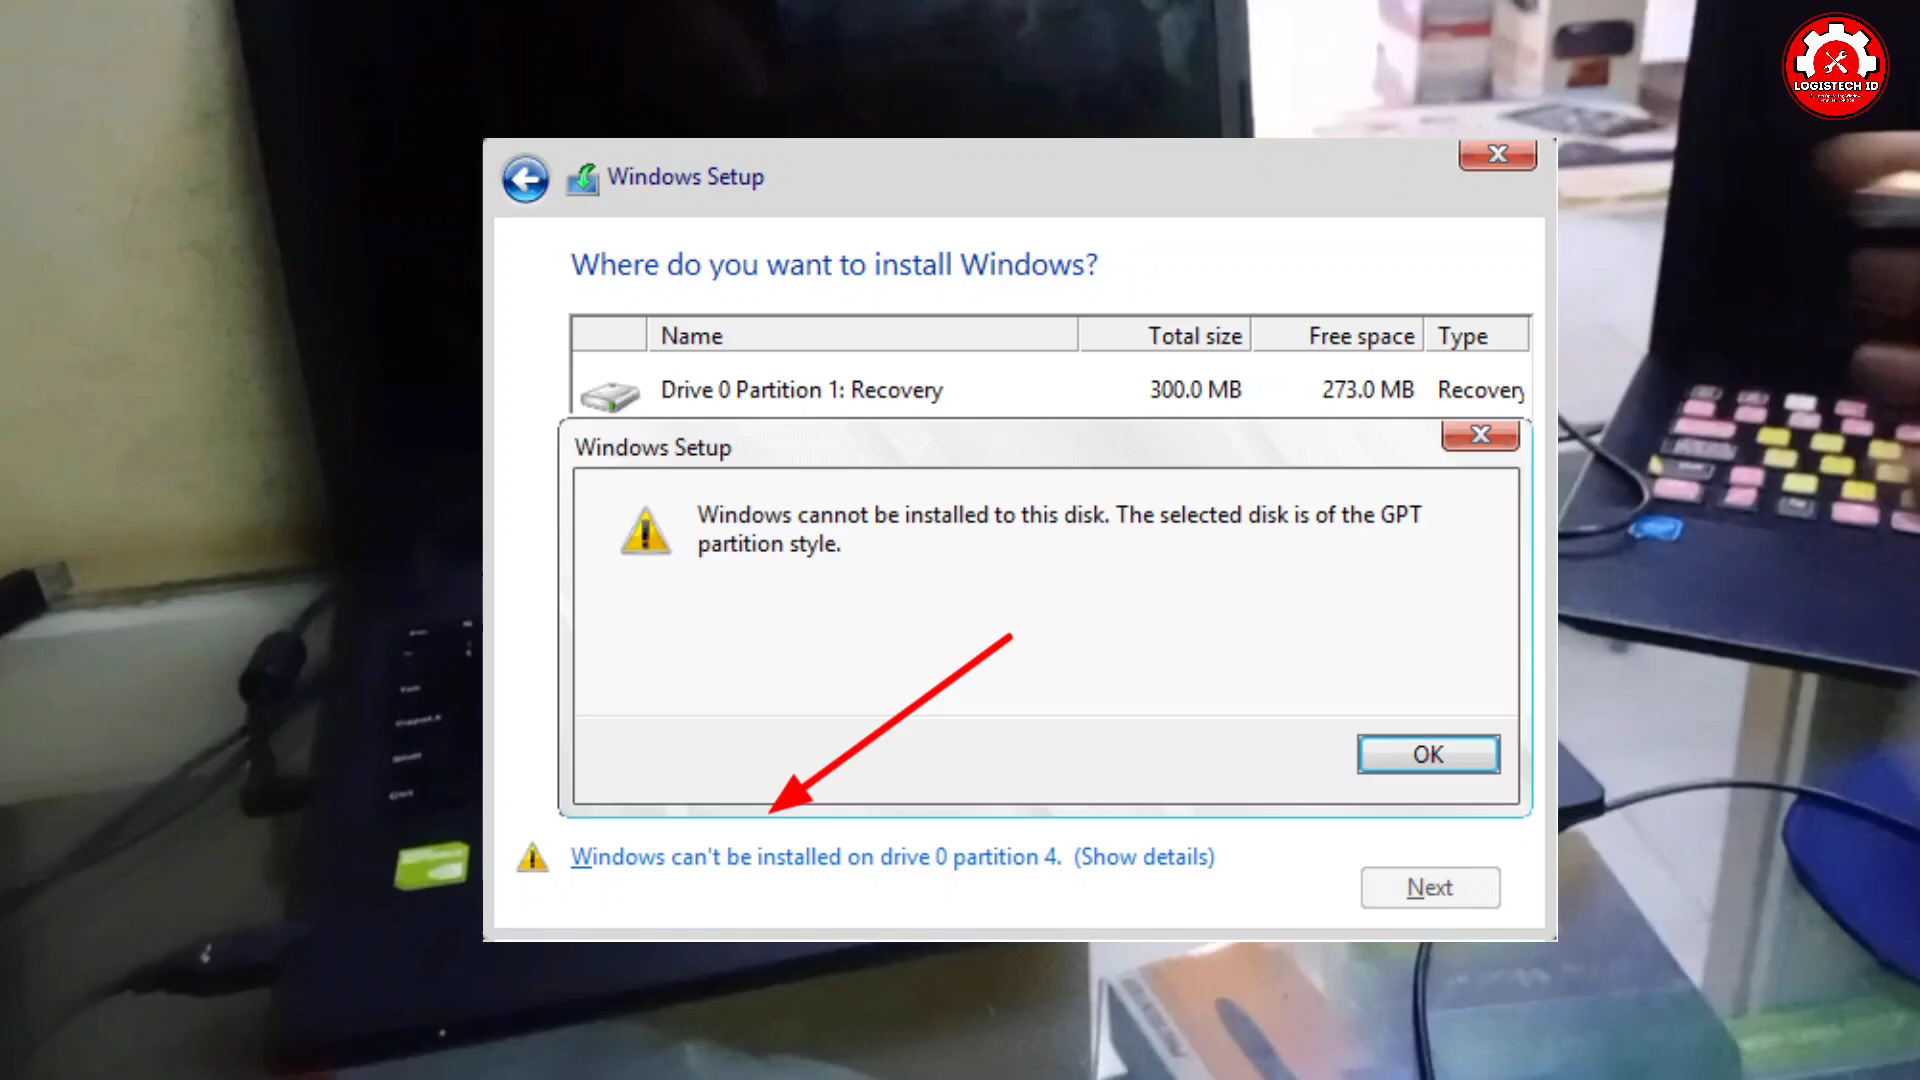 LOGISTECH ID
Windows Setup
Where do you want to install Windows?
Name Total size Free space Type
Drive 0 Partition 1: Recovery 300.0 MB 273.0 MB Recovery
Windows Setup
Windows cannot be installed to this disk. The selected disk is of the GPT
partition style.
OK
Windows can't be installed on drive 0 partition 4. (Show details)
Next